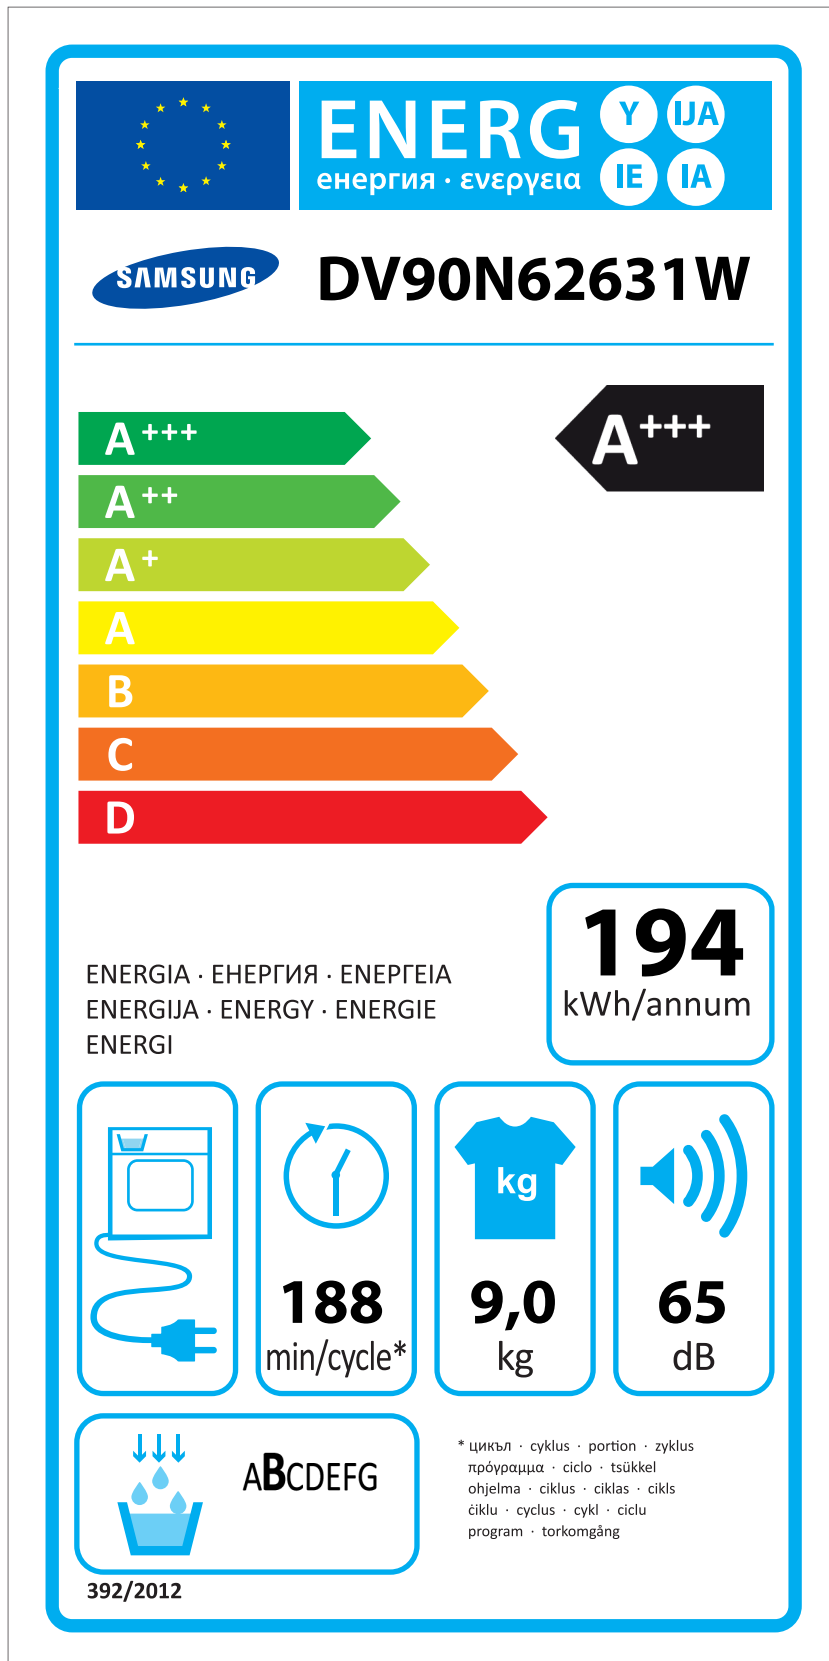 ENERG Y IJA
енергия · ενεργεια IE IA
SAMSUNG DV90N62631W
A+++ A+++
A++
A+
A
B
C
D
194
kWh/annum
ENERGIA · ЕНЕРГИЯ · ΕΝΕΡΓΕΙΑ
ENERGIJA · ENERGY · ENERGIE
ENERGI
kg
188 9,0 65
min/cycle* kg dB
ABCDEFG
* цикъл · cyklus · portion · zyklus
πρόγραμμα · ciclo · tsükkel
ohjelma · ciklus · ciklas · cikls
ċiklu · cyclus · cykl · ciclu
program · torkomgång
392/2012